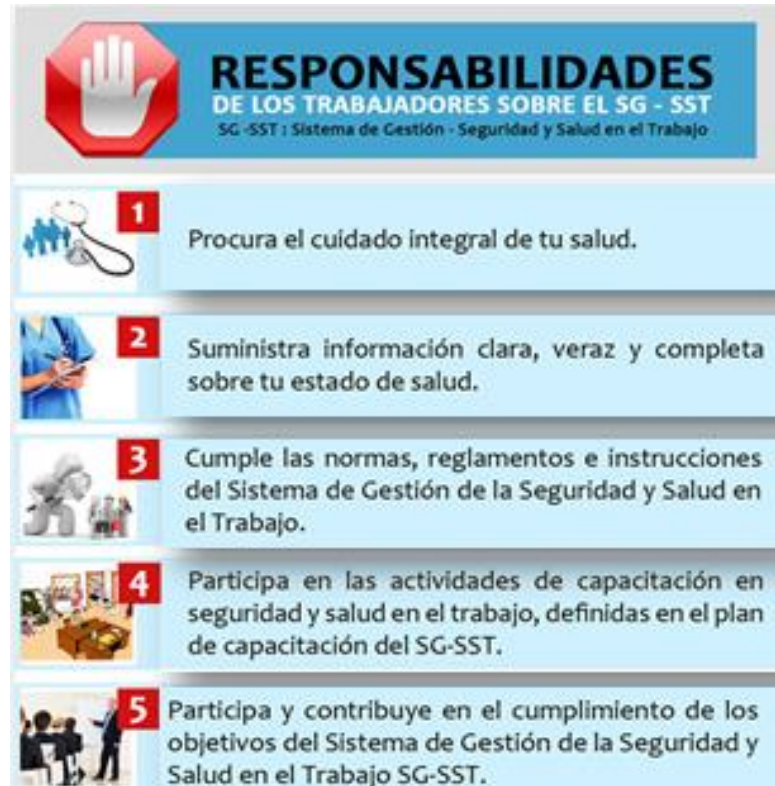 RESPONSABILIDADES
DE LOS TRABAJADORES SOBRE EL SG - SST
SG -SST : Sistema de Gestión - Seguridad y Salud en el Trabajo
1
Procura el cuidado integral de tu salud.
2
Suministra información clara, veraz y completa
sobre tu estado de salud.
3
Cumple las normas, reglamentos e instrucciones
del Sistema de Gestión de la Seguridad y Salud en
el Trabajo.
4
Participa en las actividades de capacitación en
seguridad y salud en el trabajo, definidas en el plan
de capacitación del SG-SST.
5
Participa y contribuye en el cumplimiento de los
objetivos del Sistema de Gestión de la Seguridad y
Salud en el Trabajo SG-SST.